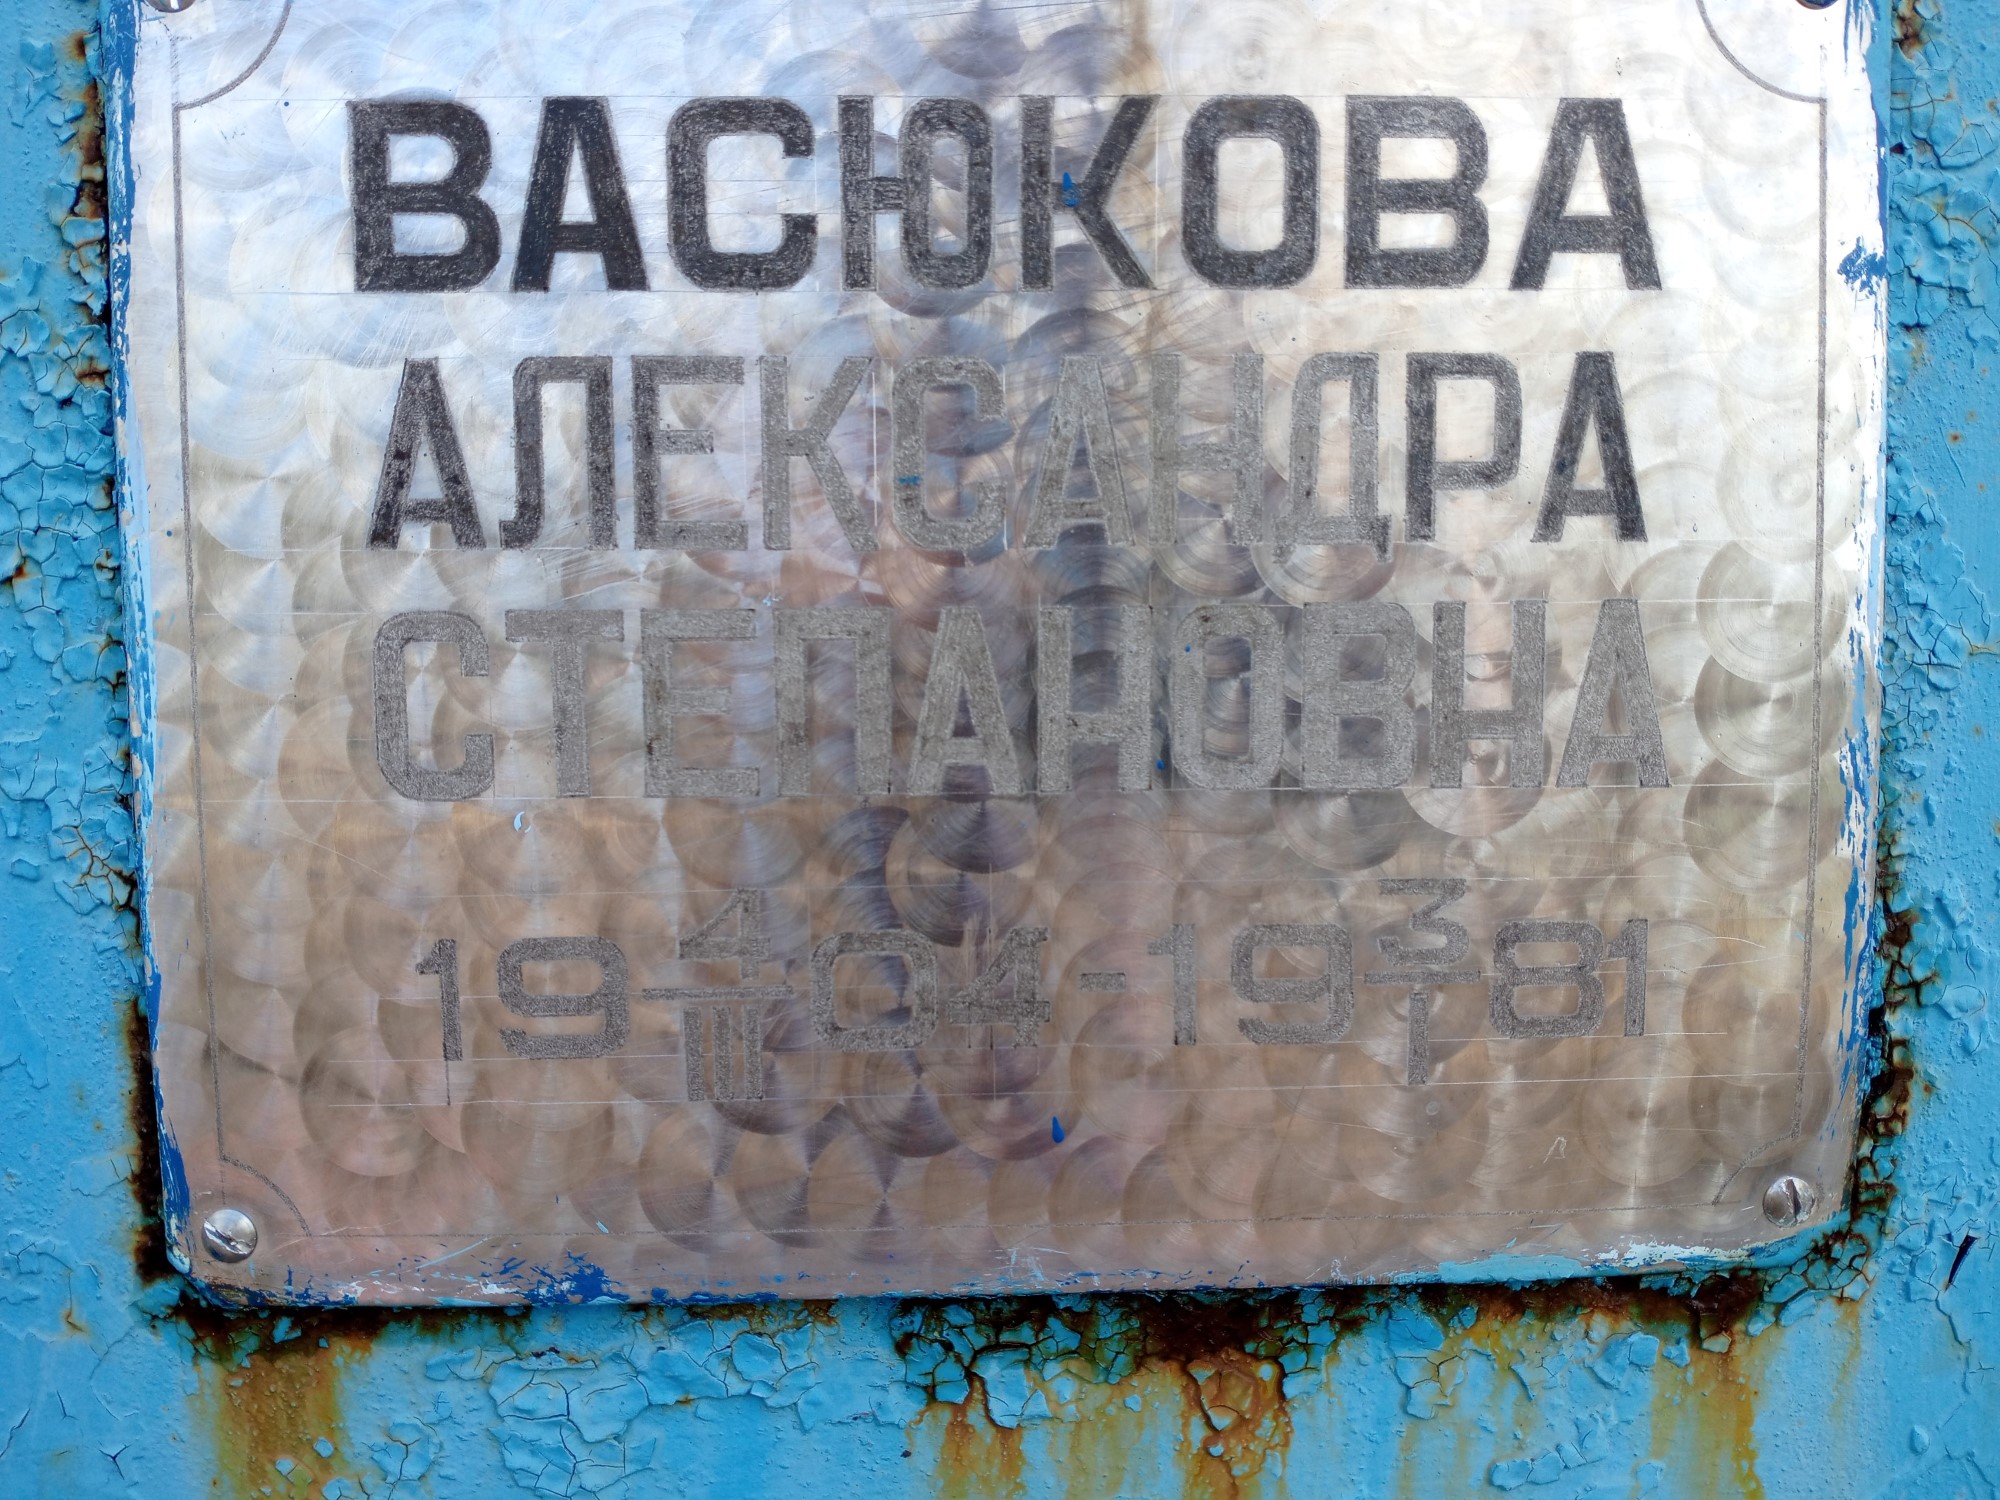 ВАСЮКОВА
АЛЕКСАНДРА
СТЕПАНОВНА
19 4/III 04 - 19 3/I 81